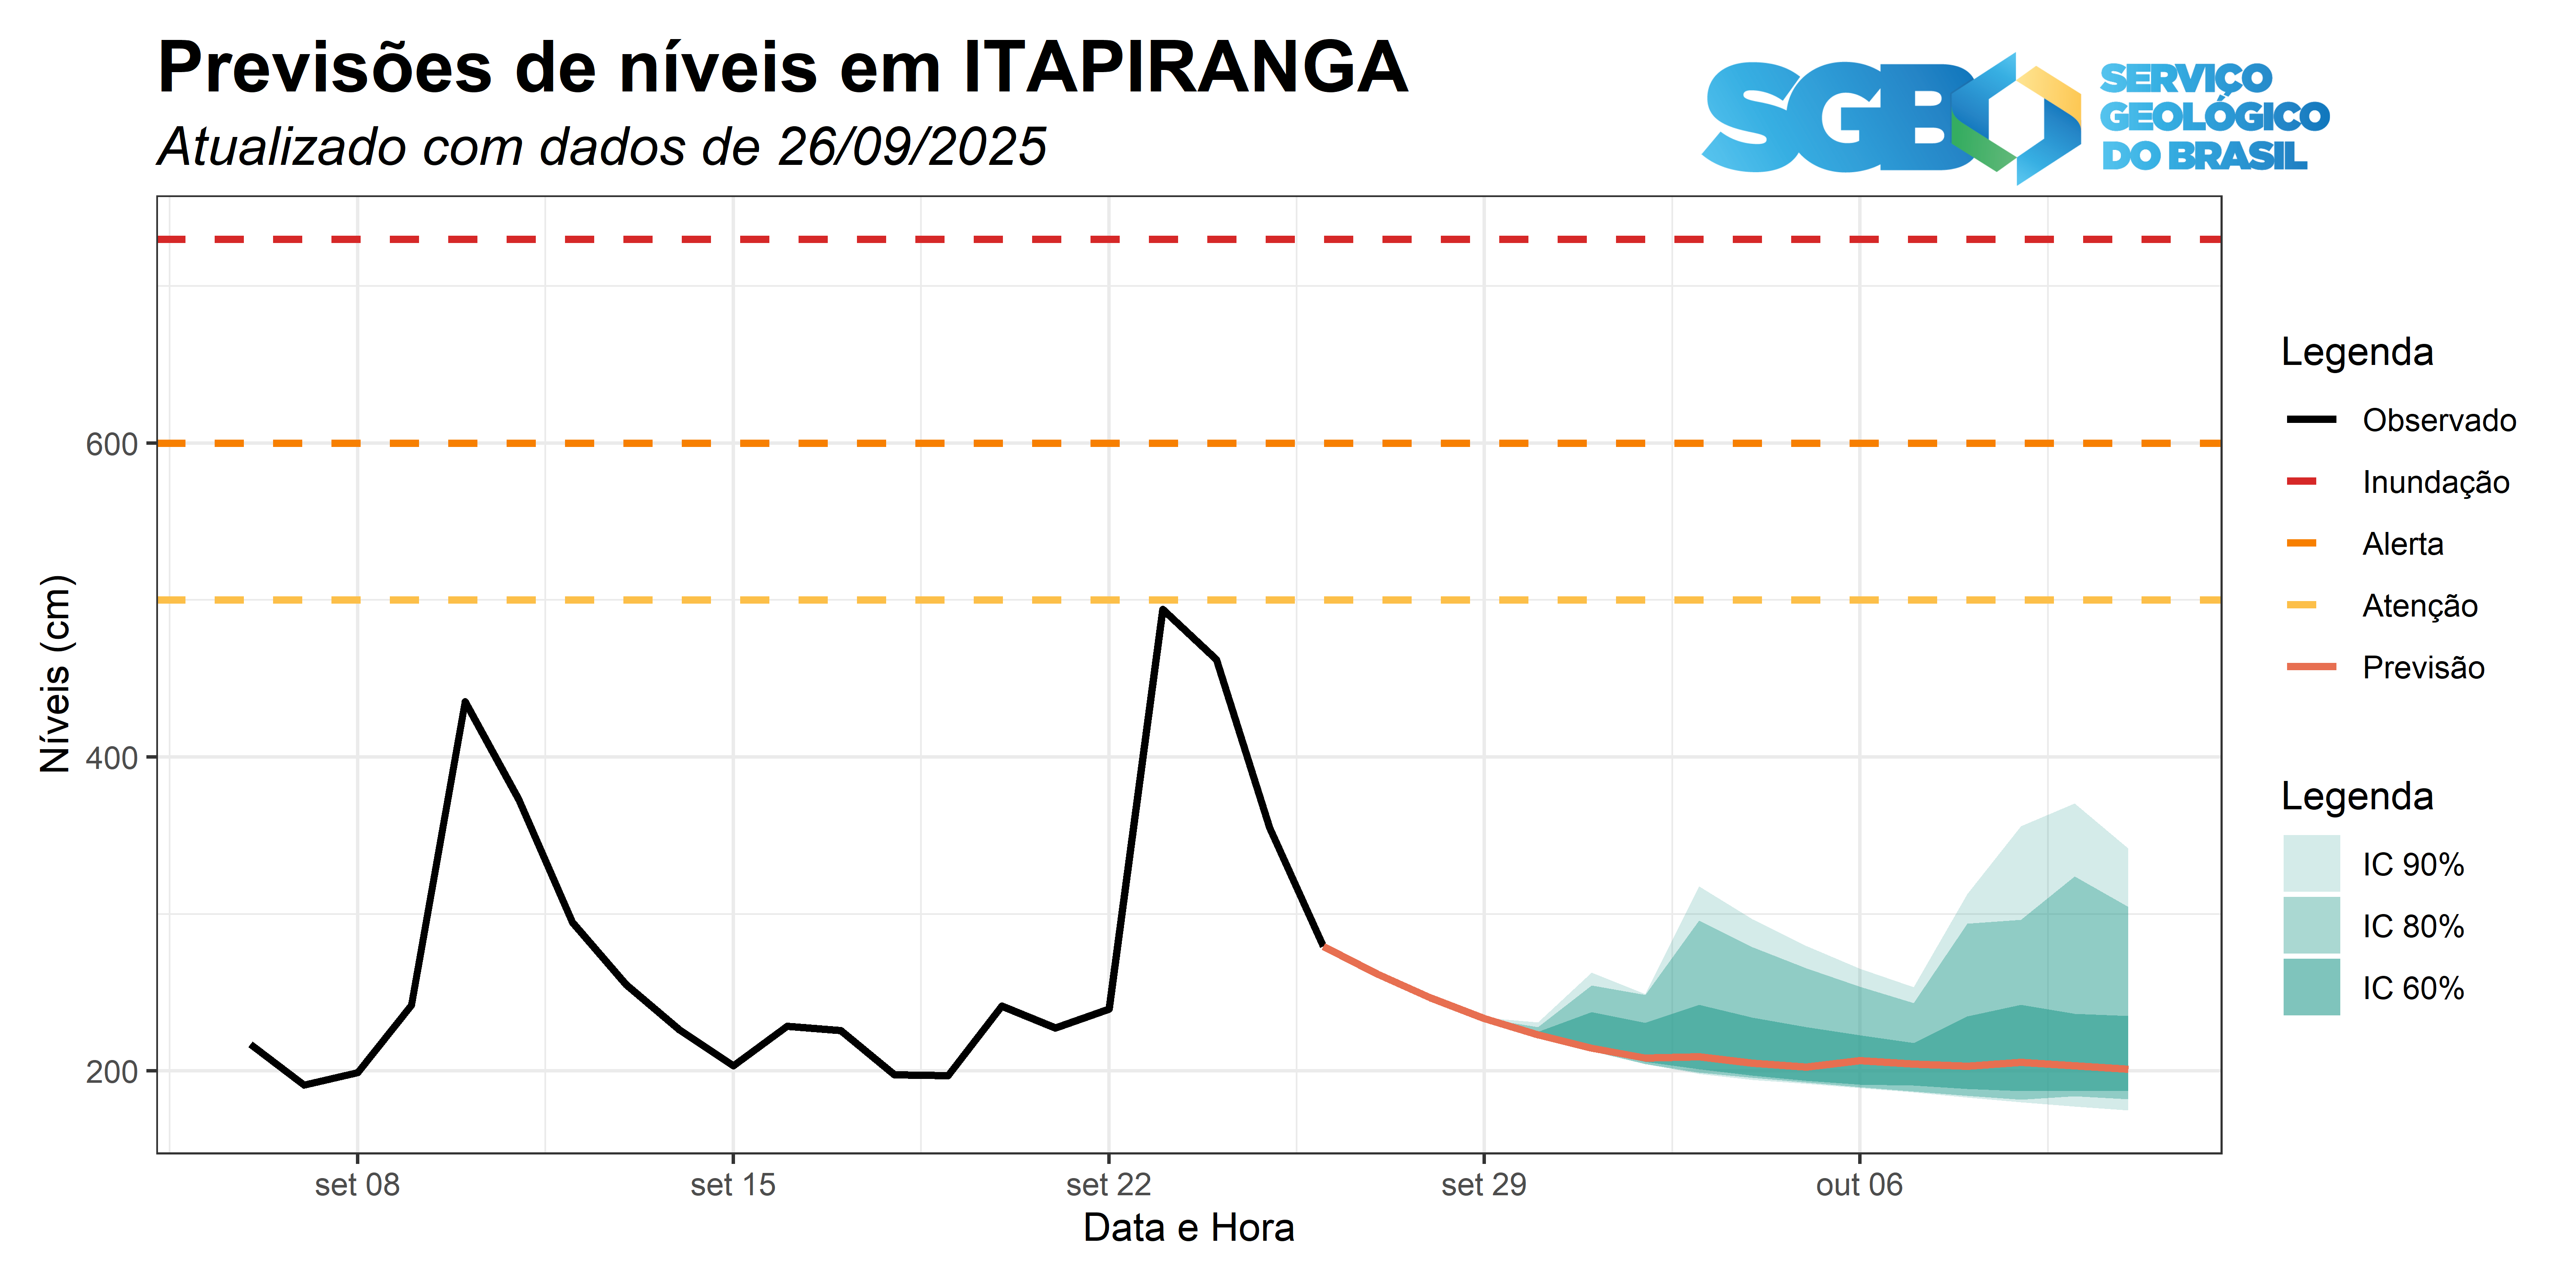 Previsões de níveis em ITAPIRANGA
Atualizado com dados de 26/09/2025
SGB
SERVIÇO
GEOLÓGICO
DO BRASIL
Níveis (cm)
600
400
200
set 08
set 15
set 22
set 29
out 06
Data e Hora
Legenda
Observado
Inundação
Alerta
Atenção
Previsão
Legenda
IC 90%
IC 80%
IC 60%